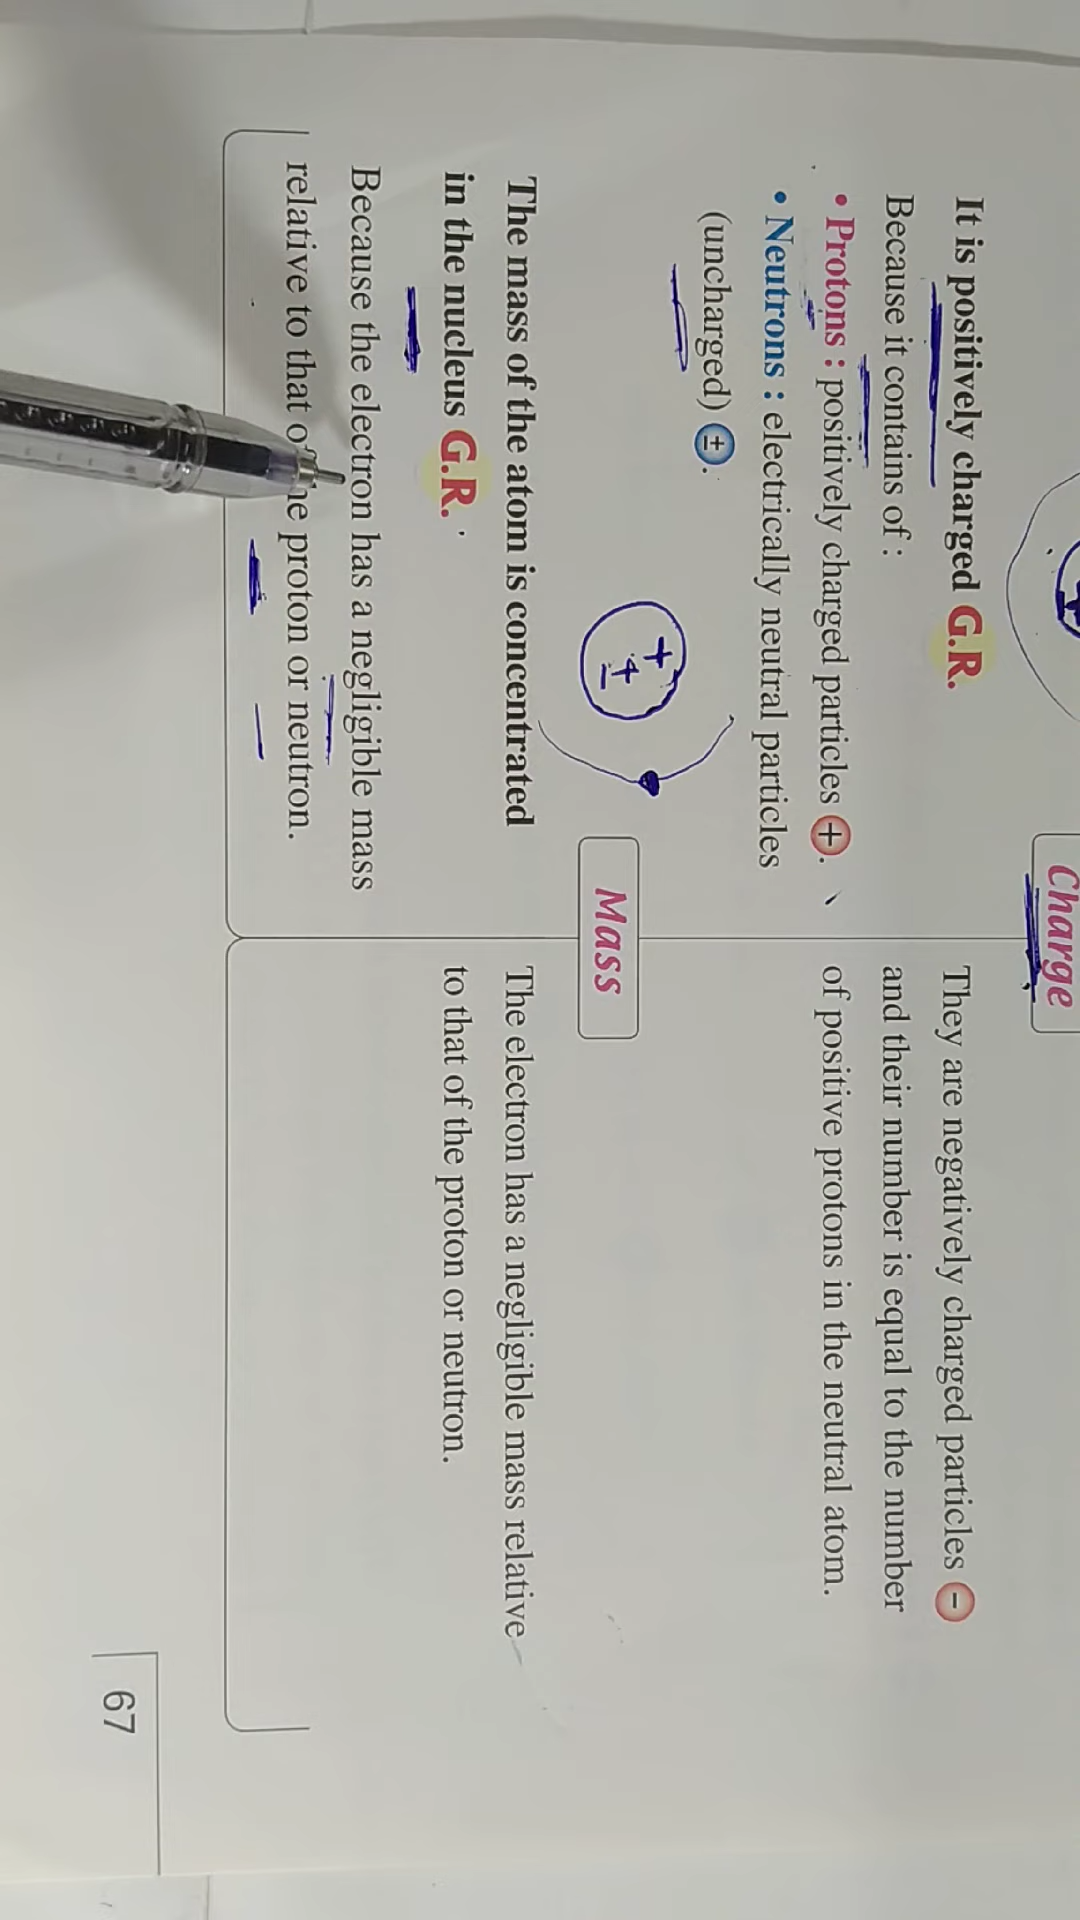 Charge
It is positively charged G.R.
Because it contains of :
• Protons : positively charged particles +.
• Neutrons : electrically neutral particles
(uncharged) ±.
They are negatively charged particles -
and their number is equal to the number
of positive protons in the neutral atom.
Mass
The mass of the atom is concentrated
in the nucleus G.R.
Because the electron has a negligible mass
relative to that of the proton or neutron.
The electron has a negligible mass relative
to that of the proton or neutron.
+
+
±
67